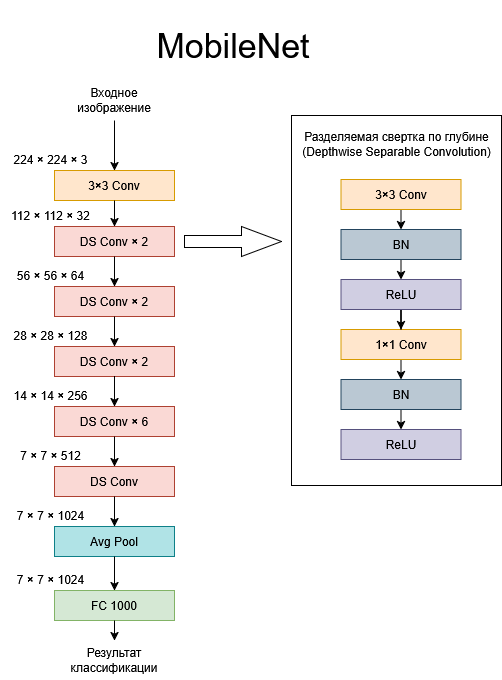 MobileNet
Входное
изображение
224 × 224 × 3
3×3 Conv
112 × 112 × 32
DS Conv × 2
56 × 56 × 64
DS Conv × 2
28 × 28 × 128
DS Conv × 2
14 × 14 × 256
DS Conv × 6
7 × 7 × 512
DS Conv
7 × 7 × 1024
Avg Pool
7 × 7 × 1024
FC 1000
Результат
классификации
Разделяемая свертка по глубине
(Depthwise Separable Convolution)
3×3 Conv
BN
ReLU
1×1 Conv
BN
ReLU